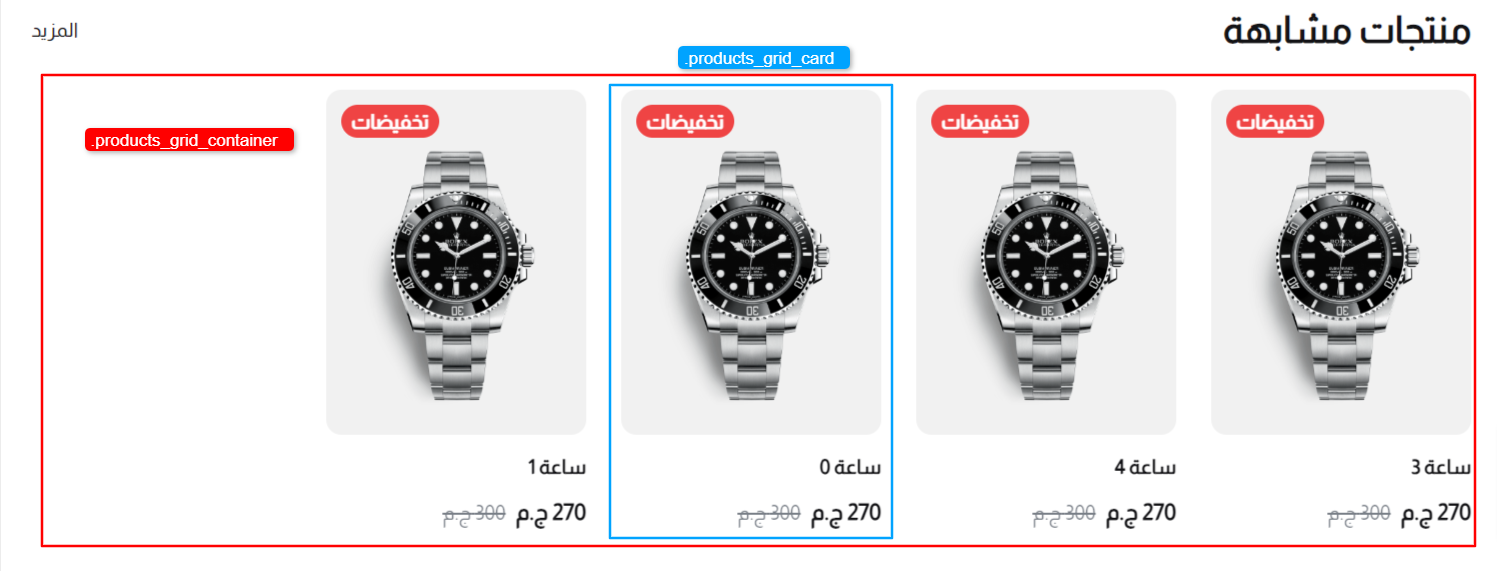 منتجات مشابهة
المزيد
.products_grid_card
.products_grid_container
تخفيضات
تخفيضات
تخفيضات
تخفيضات
ساعة 3
ساعة 4
ساعة 0
ساعة 1
270 ج.م 300 ج.م
270 ج.م 300 ج.م
270 ج.م 300 ج.م
270 ج.م 300 ج.م